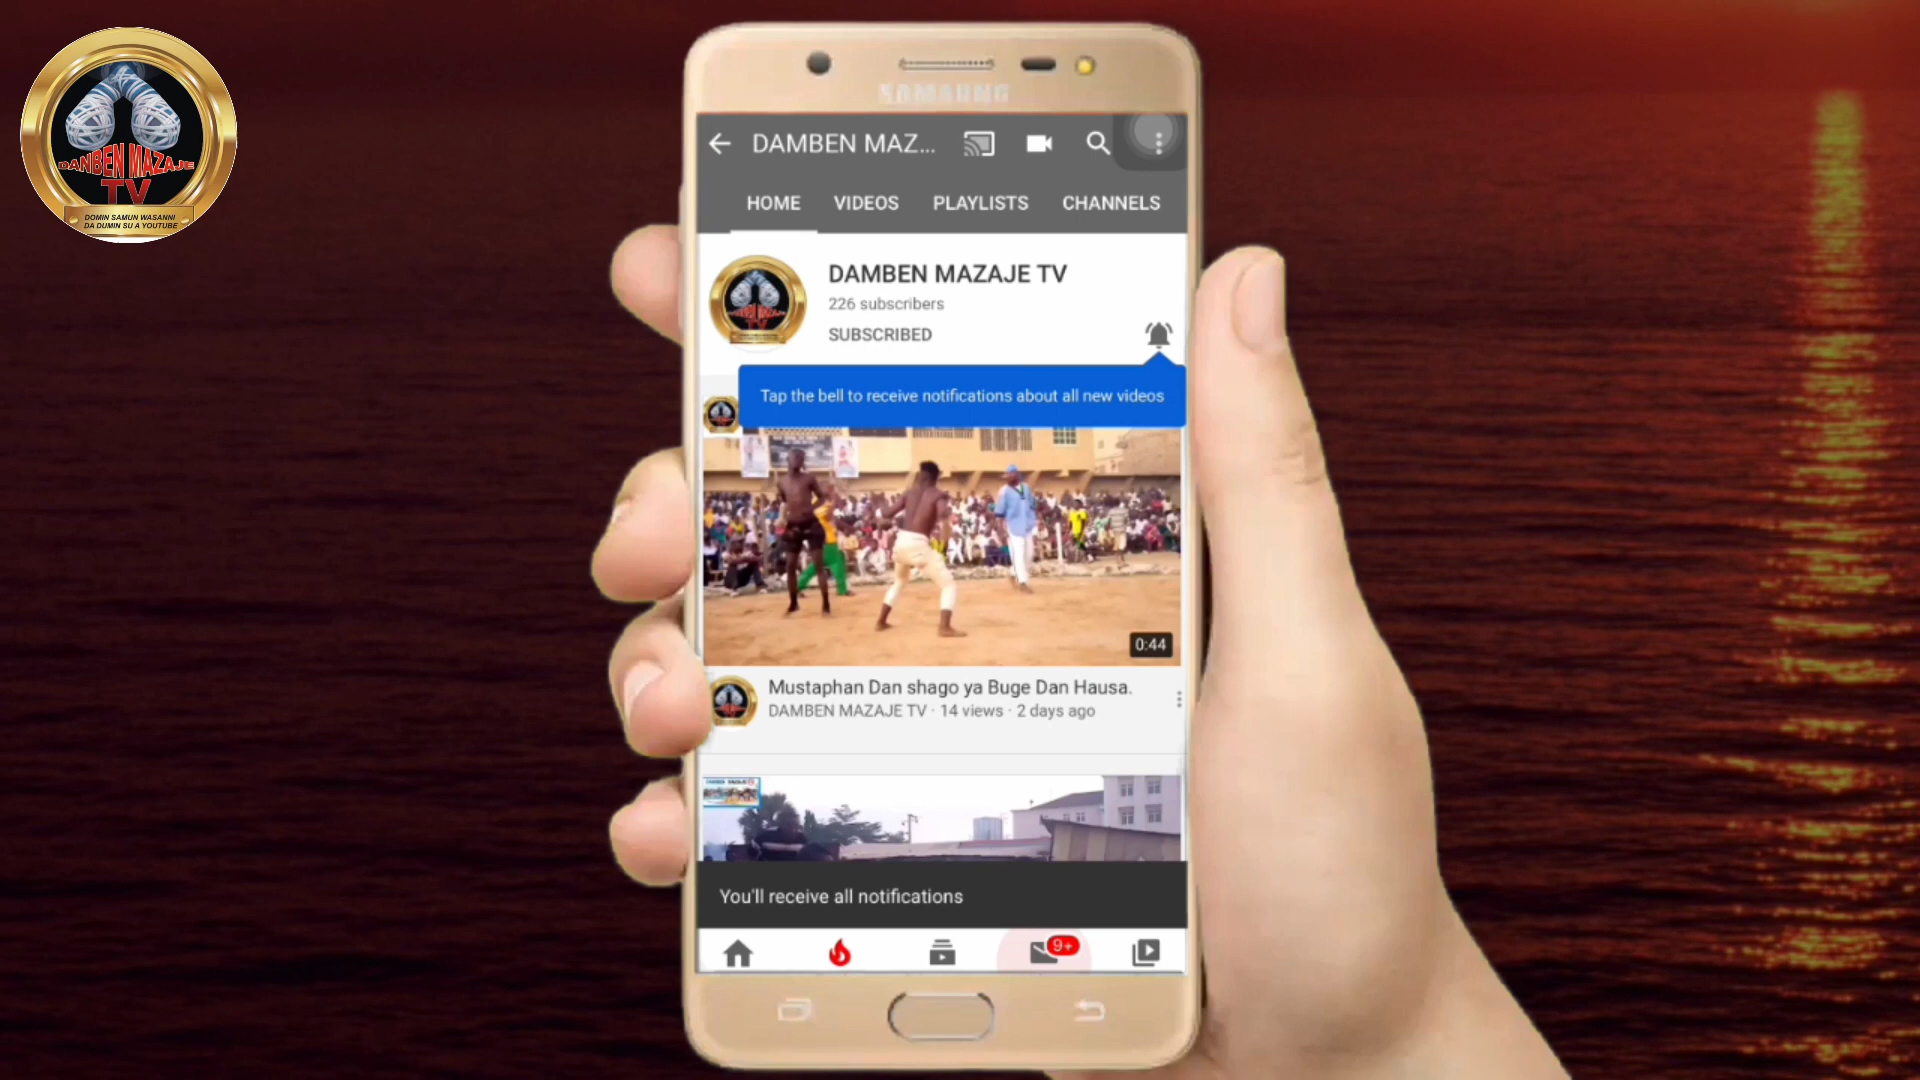 DANBEN MAZAJE
TV
DOMIN SAMUN WASANNI
DA DUMIN SU A YOUTUBE
SAMSUNG
DAMBEN MAZ...
HOME VIDEOS PLAYLISTS CHANNELS
DAMBEN MAZAJE TV
226 subscribers
SUBSCRIBED
Tap the bell to receive notifications about all new videos
0:44
Mustaphan Dan shago ya Buge Dan Hausa.
DAMBEN MAZAJE TV · 14 views · 2 days ago
You'll receive all notifications
9+